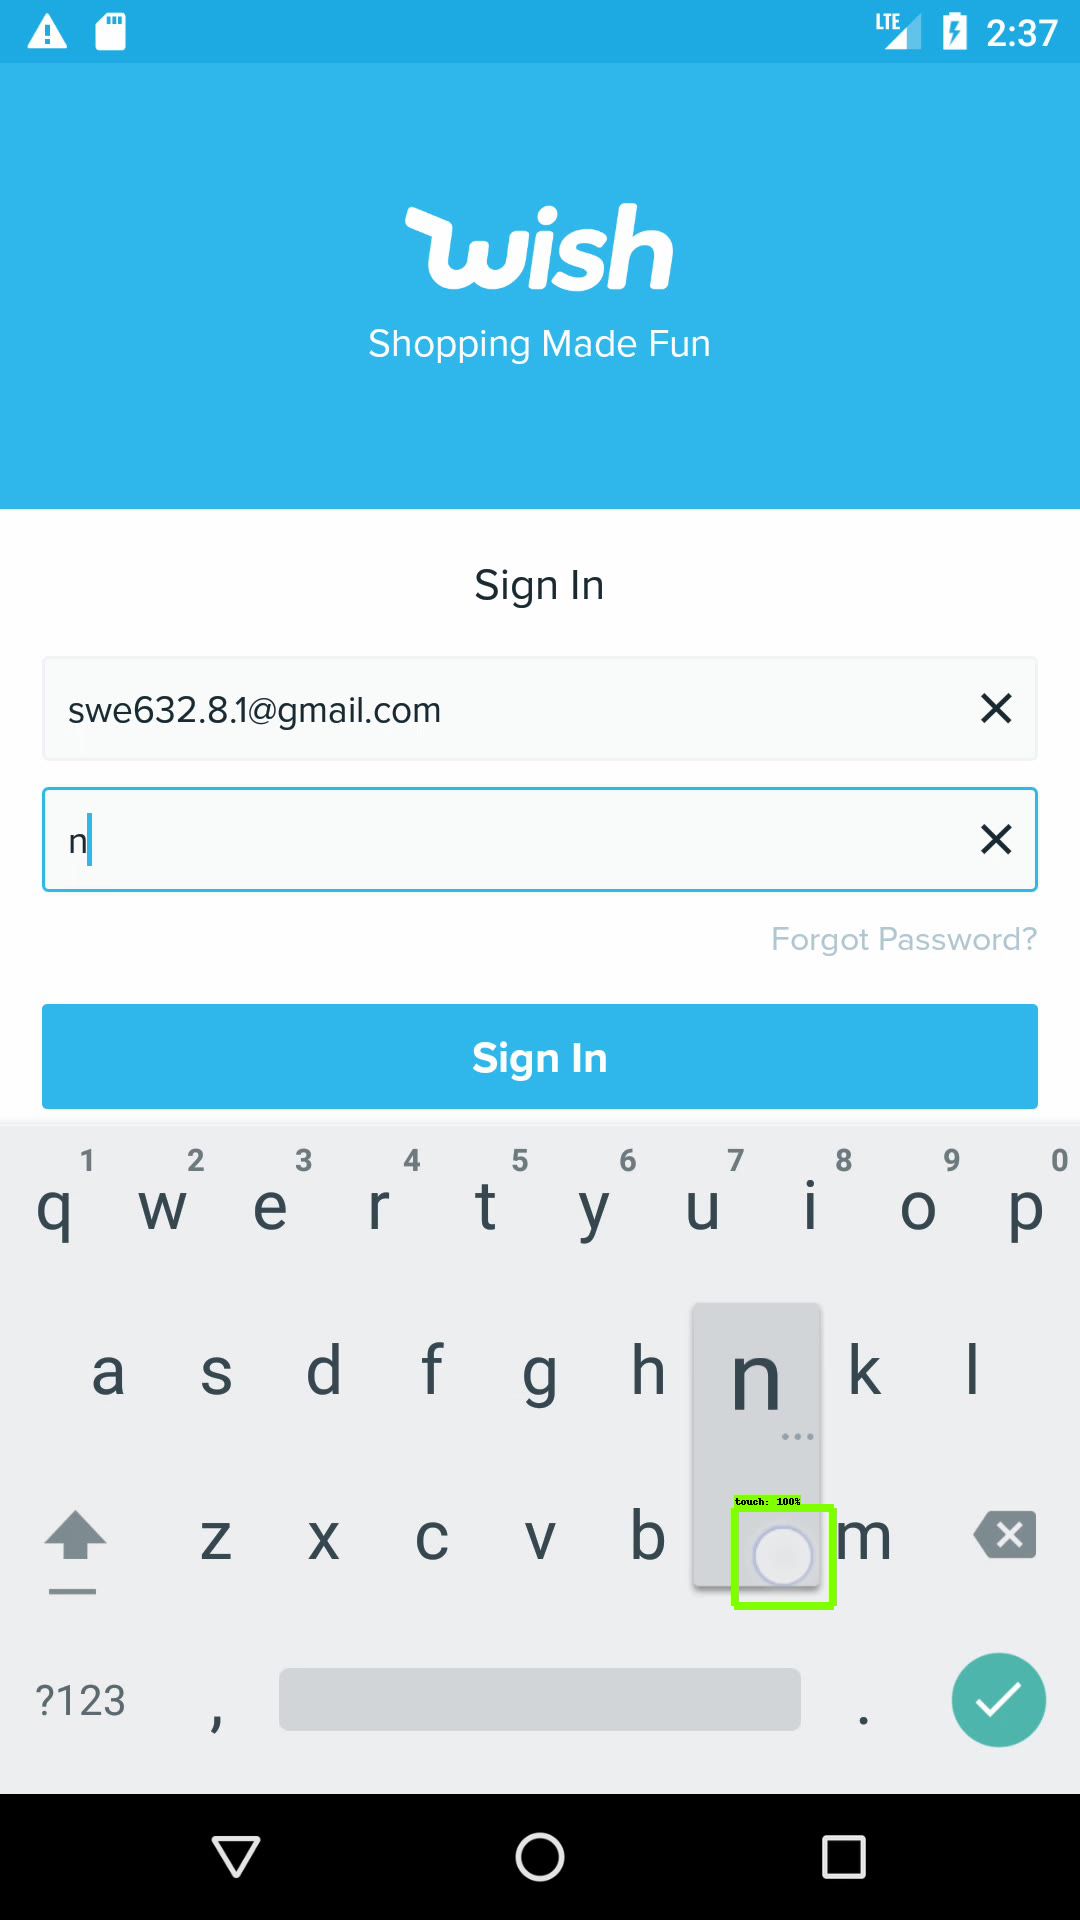 LTE 2:37
wish
Shopping Made Fun
Sign In
swe632.8.1@gmail.com
n
Forgot Password?
Sign In
1 2 3 4 5 6 7 8 9 0
q w e r t y u i o p
a s d f g h n k l
touch: 100%
z x c v b m
?123 , .